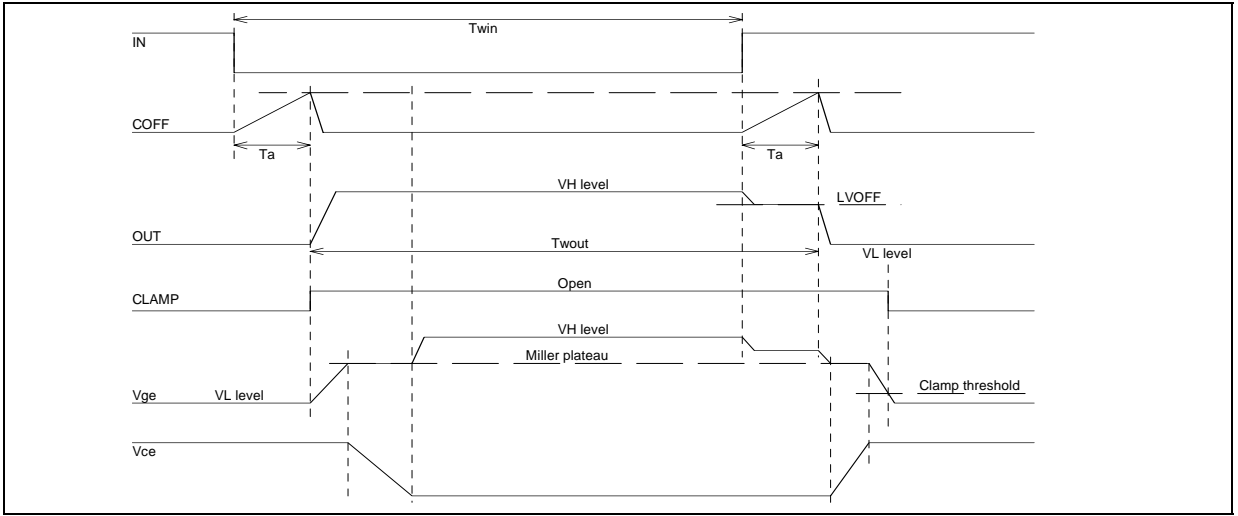 Twin
IN
COFF
Ta
Ta
VH level
LVOFF
OUT
Twout
VL level
Open
CLAMP
VH level
Miller plateau
Clamp threshold
Vge
VL level
Vce